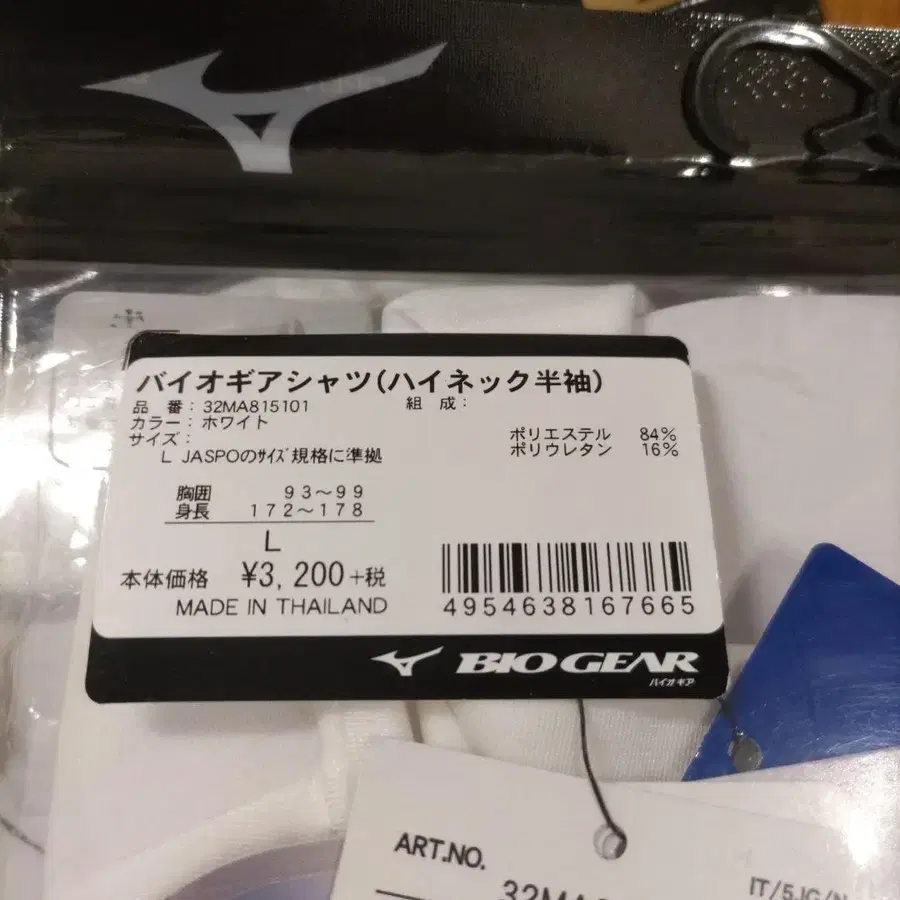 バイオギアシャツ(ハイネック半袖)
品 番：32MA815101
組 成：
カラー：ホワイト
ポリエステル 84%
サイズ：
ポリウレタン 16%
L JASPOのｻｲｽﾞ規格に準拠
胸囲 93～99
身長 172～178
L
本体価格 ¥3,200+税
MADE IN THAILAND
4954638167665
BIO GEAR
バイオギア
ART.NO.